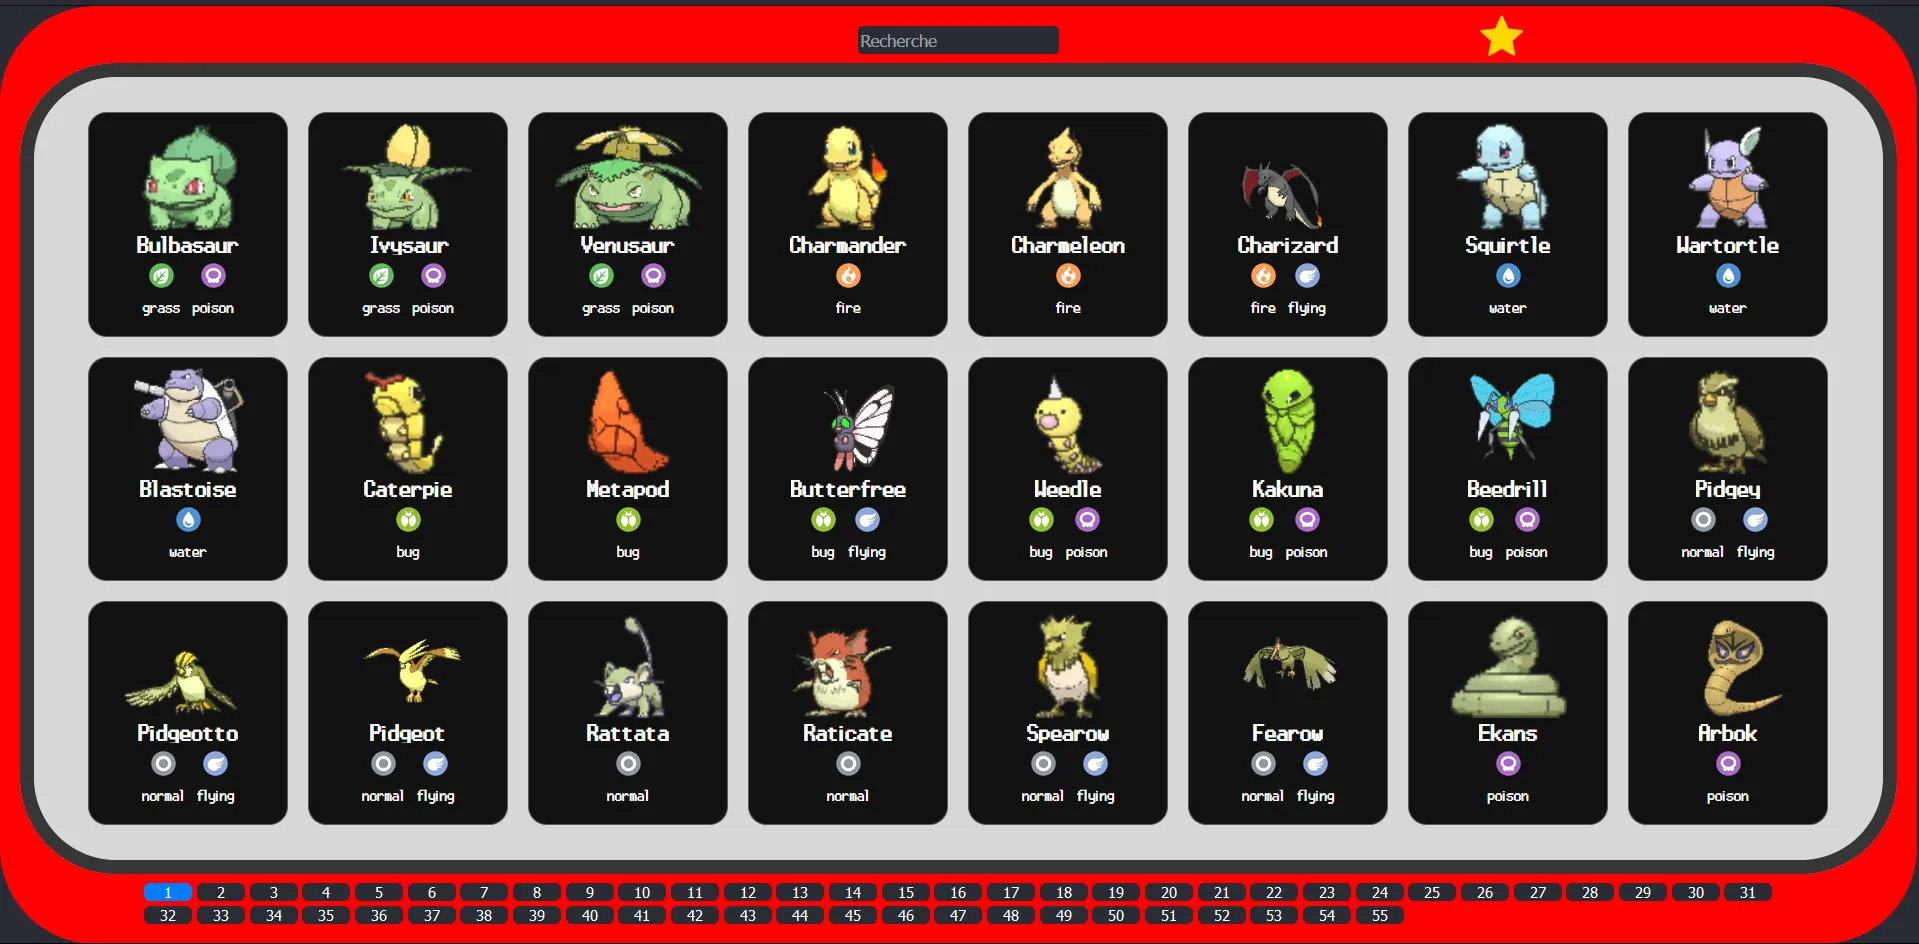 Recherche
Bulbasaur Ivysaur Venusaur Charmander Charmeleon Charizard Squirtle Wartortle
grass poison grass poison grass poison fire fire fire flying water water
Blastoise Caterpie Metapod Butterfree Weedle Kakuna Beedrill Pidgey
water bug bug bug flying bug poison bug poison bug poison normal flying
Pidgeotto Pidgeot Rattata Raticate Spearow Fearow Ekans Arbok
normal flying normal flying normal normal normal flying normal flying poison poison
1 2 3 4 5 6 7 8 9 10 11 12 13 14 15 16 17 18 19 20 21 22 23 24 25 26 27 28 29 30 31
32 33 34 35 36 37 38 39 40 41 42 43 44 45 46 47 48 49 50 51 52 53 54 55